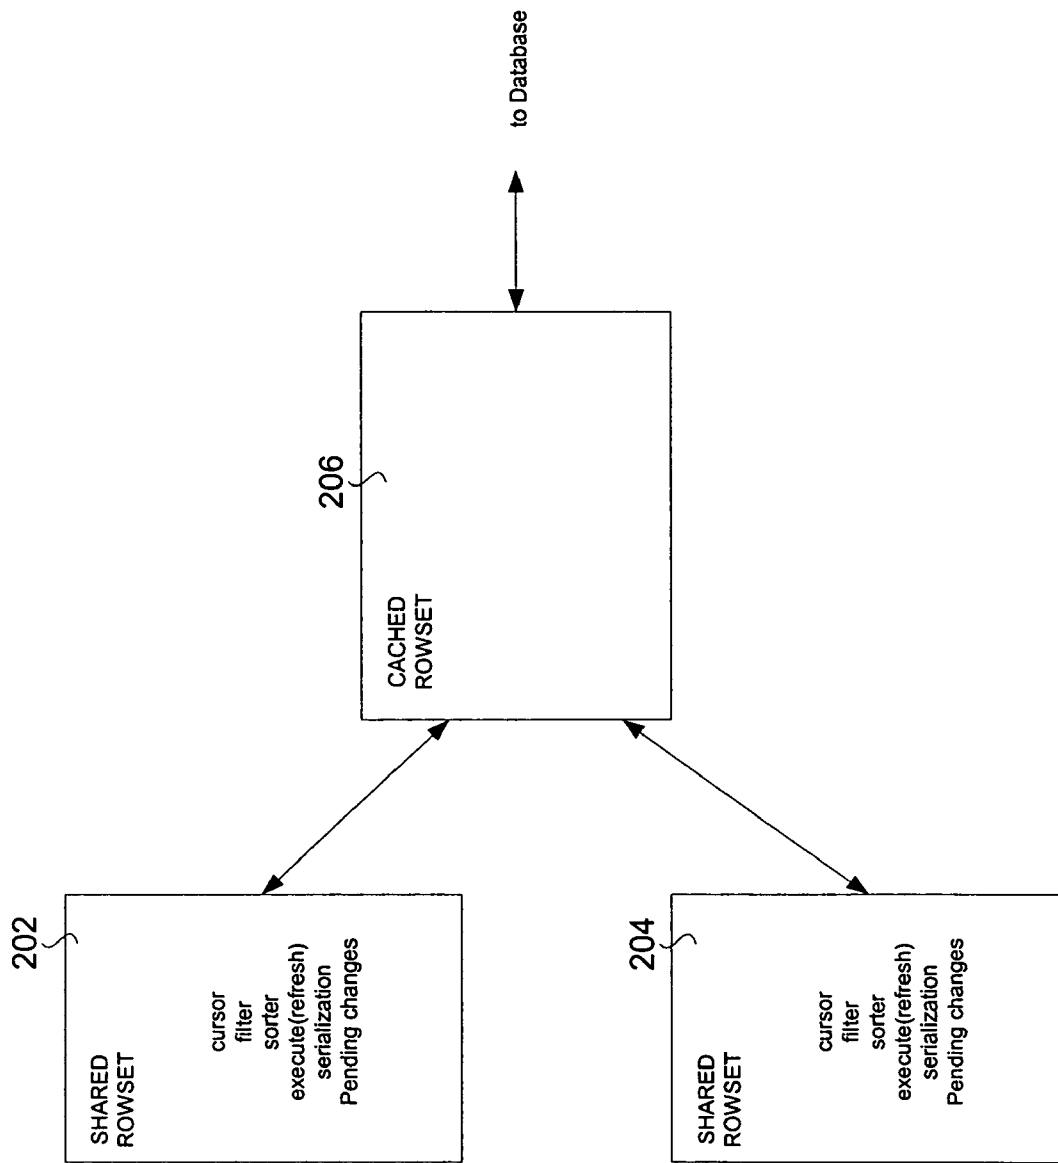 202
SHARED
ROWSET
cursor
filter
sorter
execute(refresh)
serialization
Pending changes
204
SHARED
ROWSET
cursor
filter
sorter
execute(refresh)
serialization
Pending changes
206
CACHED
ROWSET
to Database